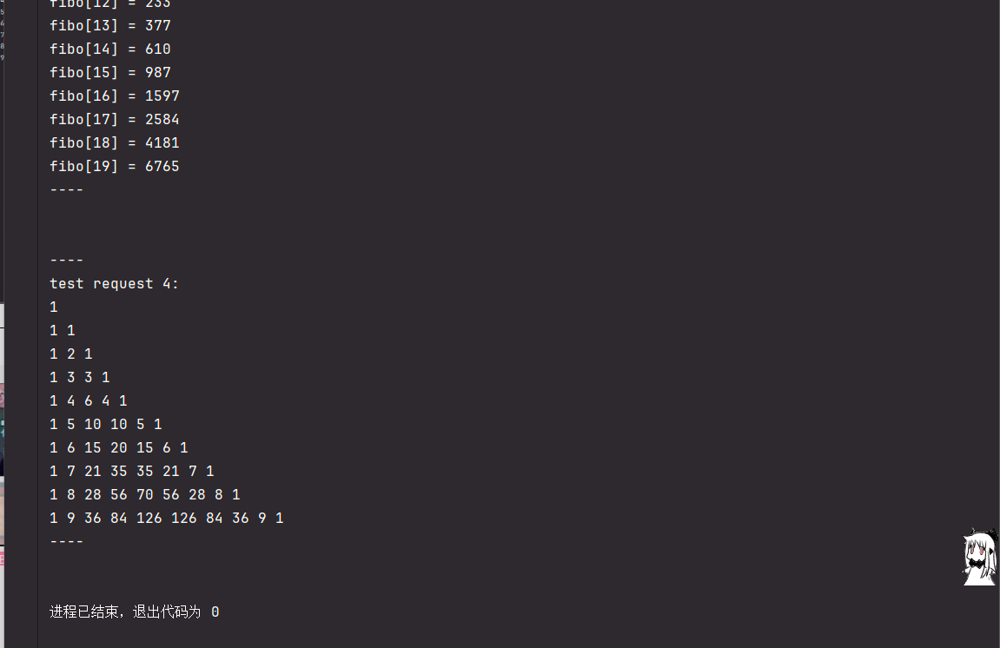 fibo[12] = 233
fibo[13] = 377
fibo[14] = 610
fibo[15] = 987
fibo[16] = 1597
fibo[17] = 2584
fibo[18] = 4181
fibo[19] = 6765
----
----
test request 4:
1
1 1
1 2 1
1 3 3 1
1 4 6 4 1
1 5 10 10 5 1
1 6 15 20 15 6 1
1 7 21 35 35 21 7 1
1 8 28 56 70 56 28 8 1
1 9 36 84 126 126 84 36 9 1
----
进程已结束，退出代码为 0